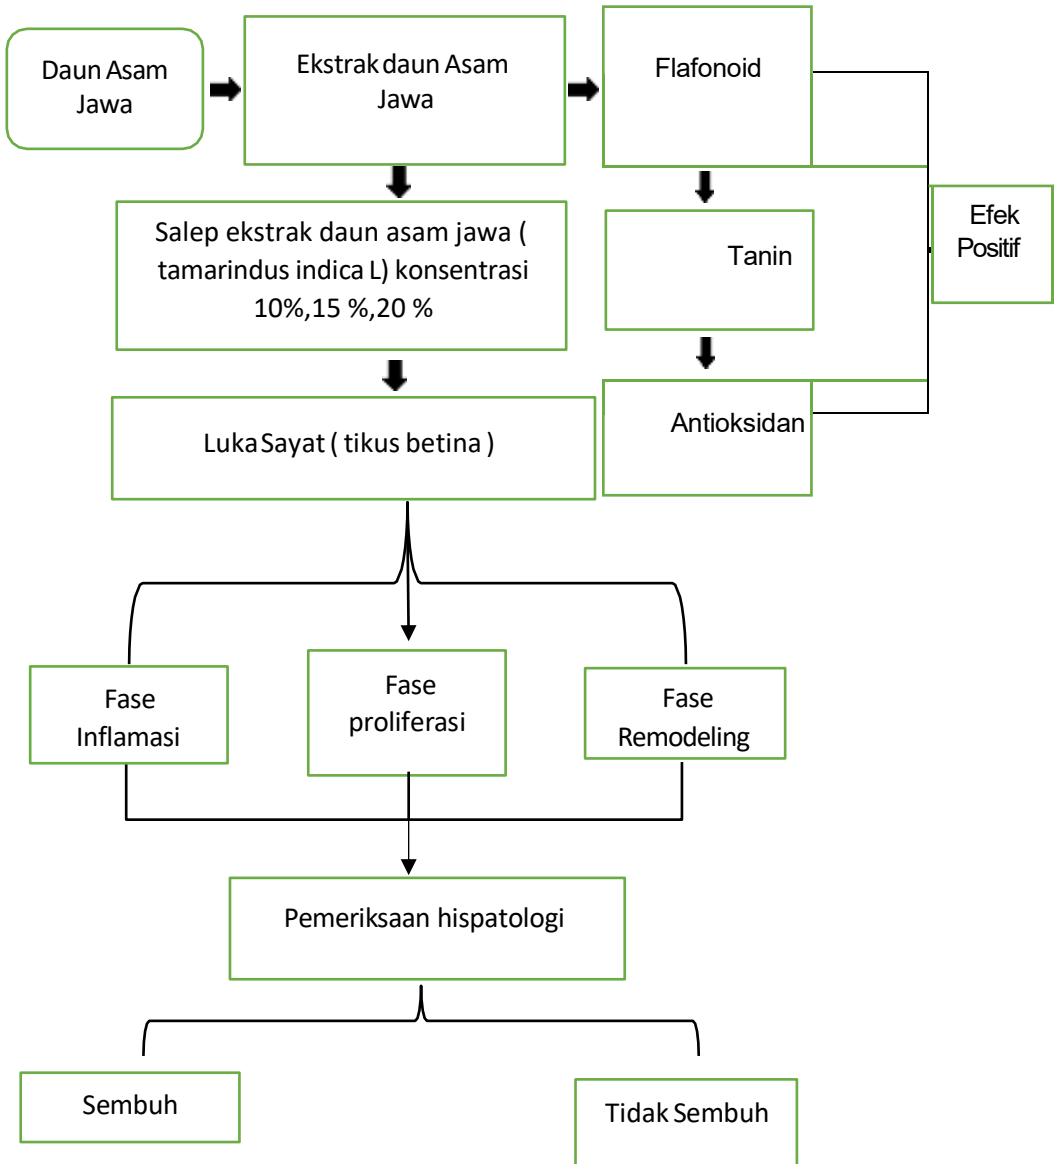 Daun Asam
Jawa
Ekstrak daun Asam
Jawa
Flafonoid
Salep ekstrak daun asam jawa (
tamarindus indica L) konsentrasi
10%,15 %,20 %
Tanin
Efek
Positif
Antioksidan
Luka Sayat ( tikus betina )
Fase
Inflamasi
Fase
proliferasi
Fase
Remodeling
Pemeriksaan hispatologi
Sembuh
Tidak Sembuh